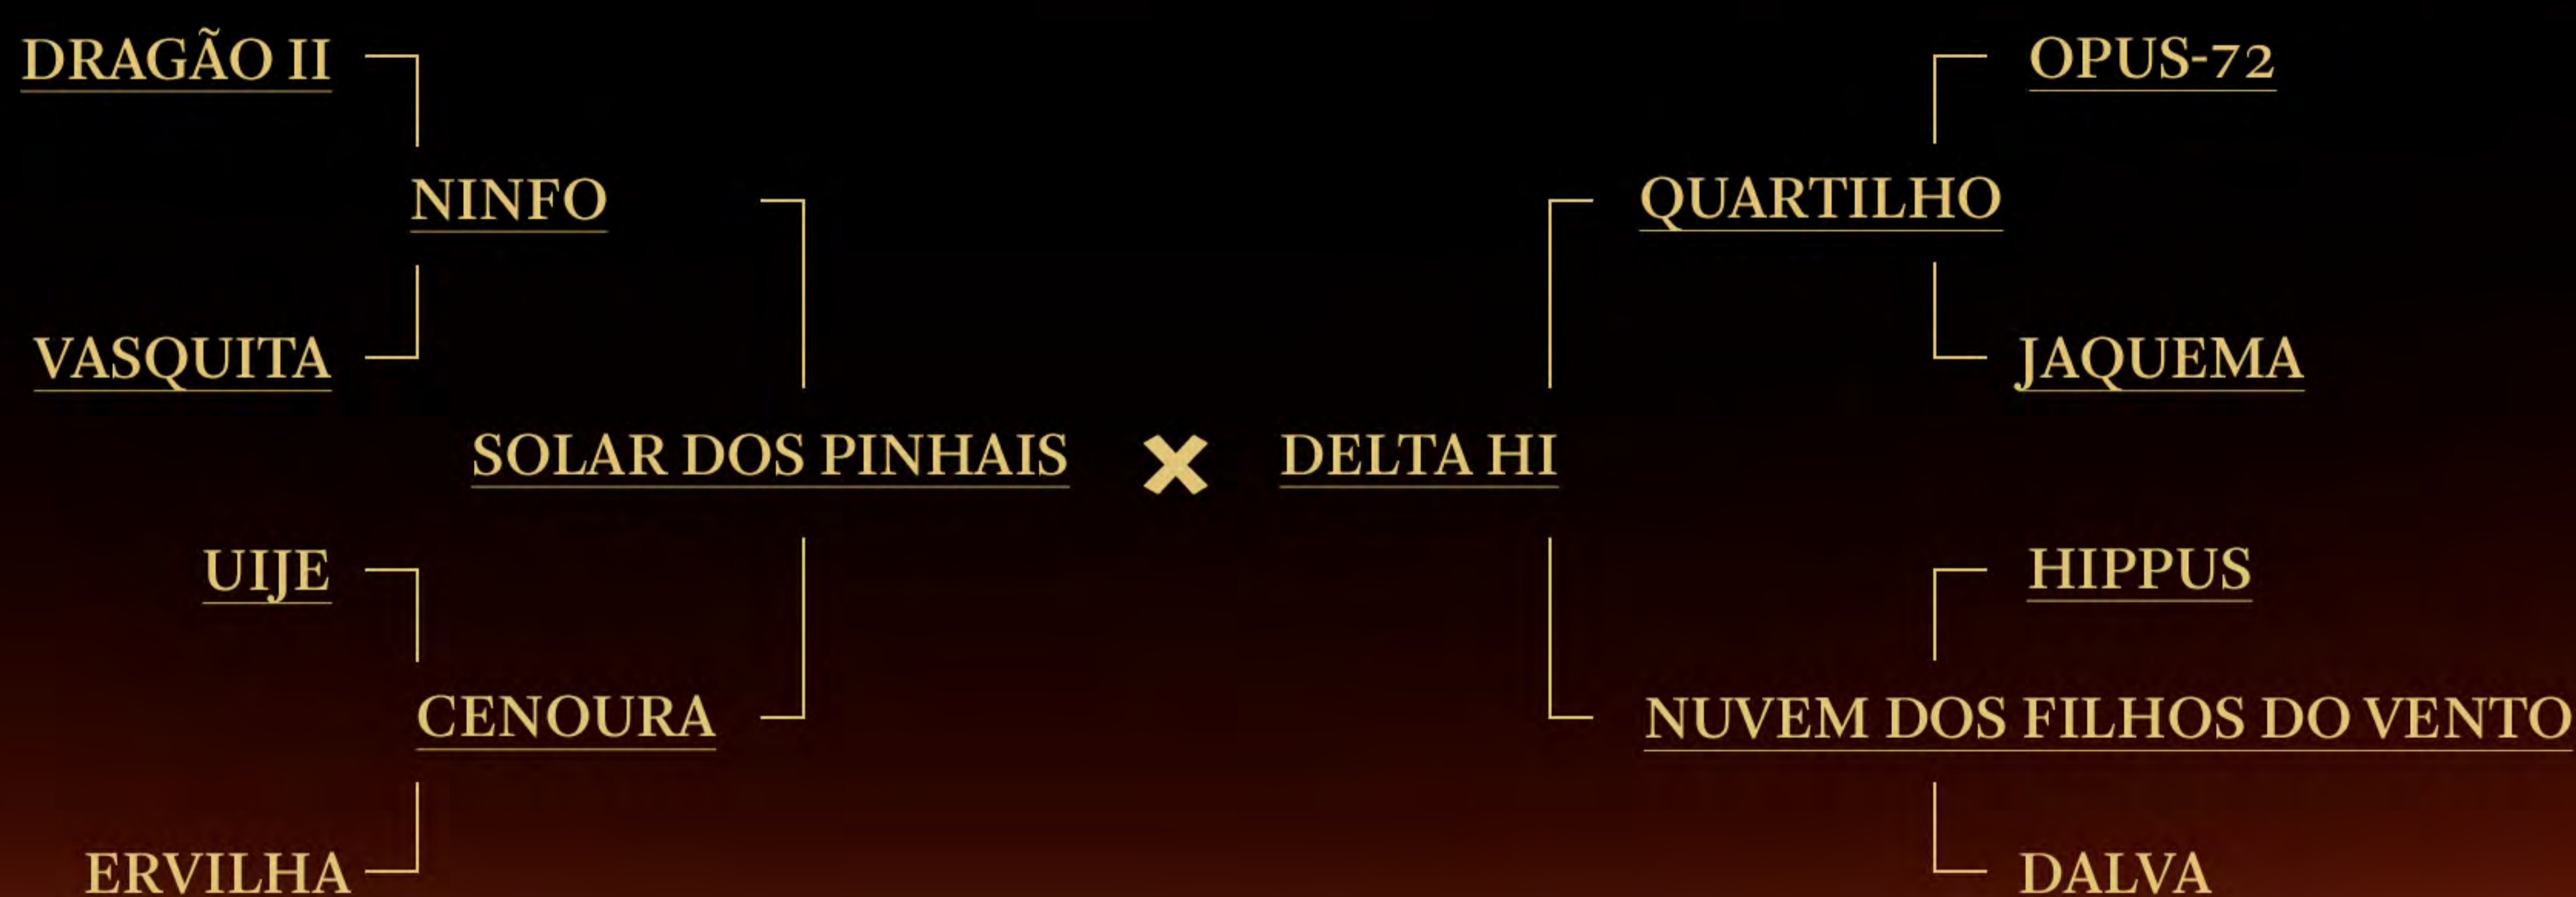 DRAGÃO II
OPUS-72
NINFO
QUARTILHO
VASQUITA
JAQUEMA
SOLAR DOS PINHAIS × DELTA HI
UIJE
HIPPUS
CENOURA
NUVEM DOS FILHOS DO VENTO
ERVILHA
DALVA